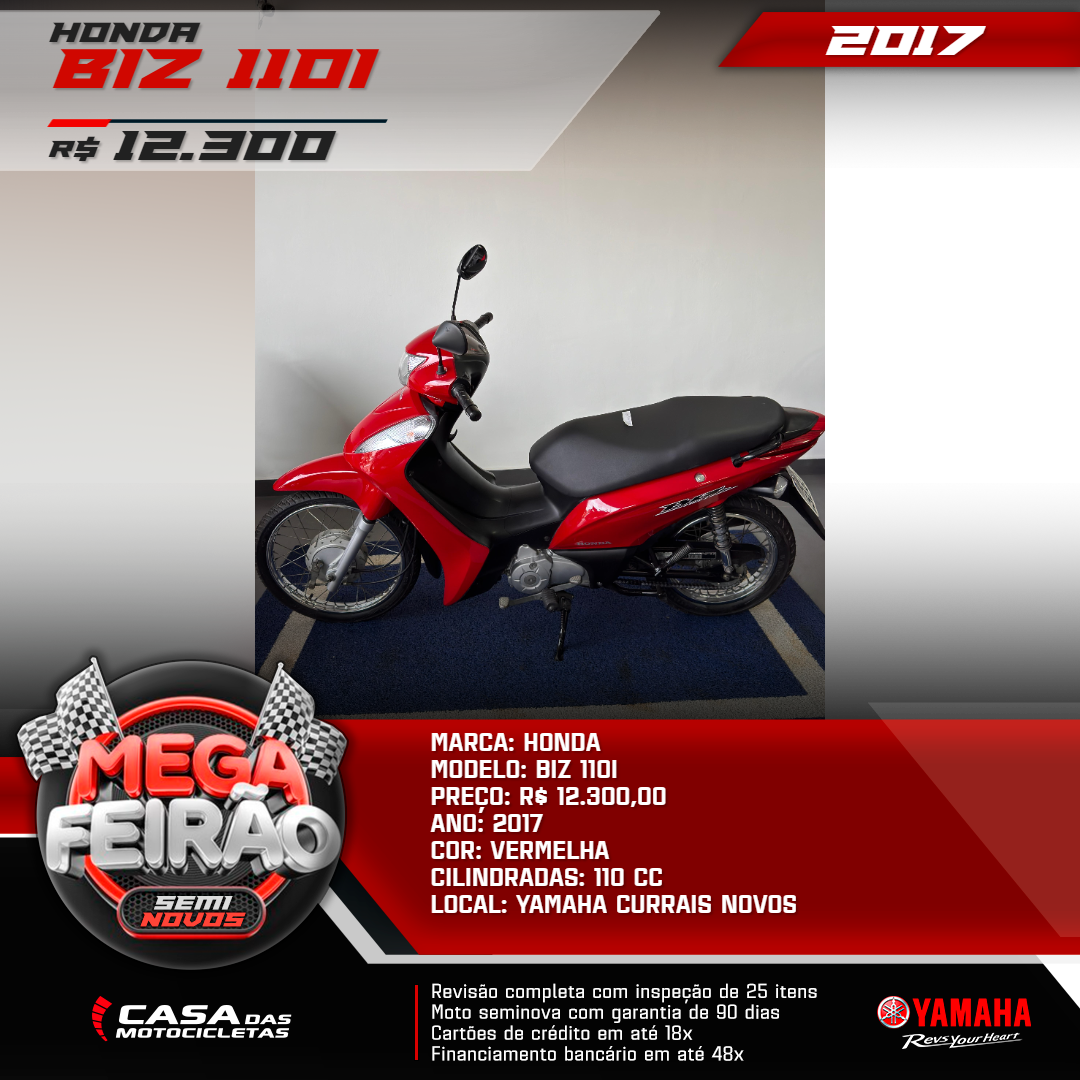 HONDA
BIZ 110I
R$ 12.300
2017
HONDA
MEGA
FEIRÃO
SEMI
NOVOS
MARCA: HONDA
MODELO: BIZ 110I
PREÇO: R$ 12.300,00
ANO: 2017
COR: VERMELHA
CILINDRADAS: 110 CC
LOCAL: YAMAHA CURRAIS NOVOS
CASA DAS
MOTOCICLETAS
Revisão completa com inspeção de 25 itens
Moto seminova com garantia de 90 dias
Cartões de crédito em até 18x
Financiamento bancário em até 48x
YAMAHA
Revs Your Heart